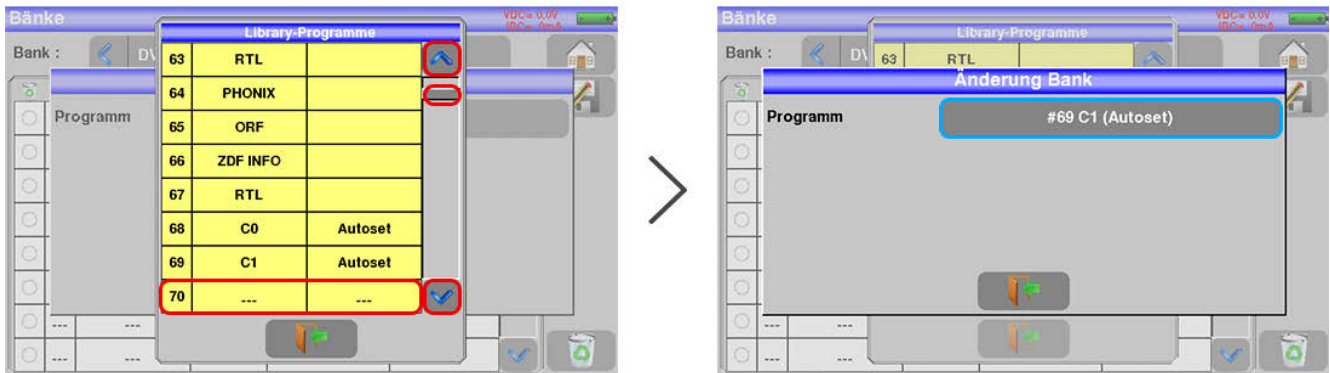 Bänke
VDC= 0.0V
IDC= 0mA
Library-Programme
Bank :
DV
63 RTL
64 PHONIX
Programm
65 ORF
66 ZDF INFO
67 RTL
68 C0 Autoset
69 C1 Autoset
70 --- ---
--- ---
--- ---
Bänke
VDC= 0.0V
IDC= 0mA
Library-Programme
Bank :
DV
63 RTL
Änderung Bank
Programm
#69 C1 (Autoset)
--- ---
--- ---